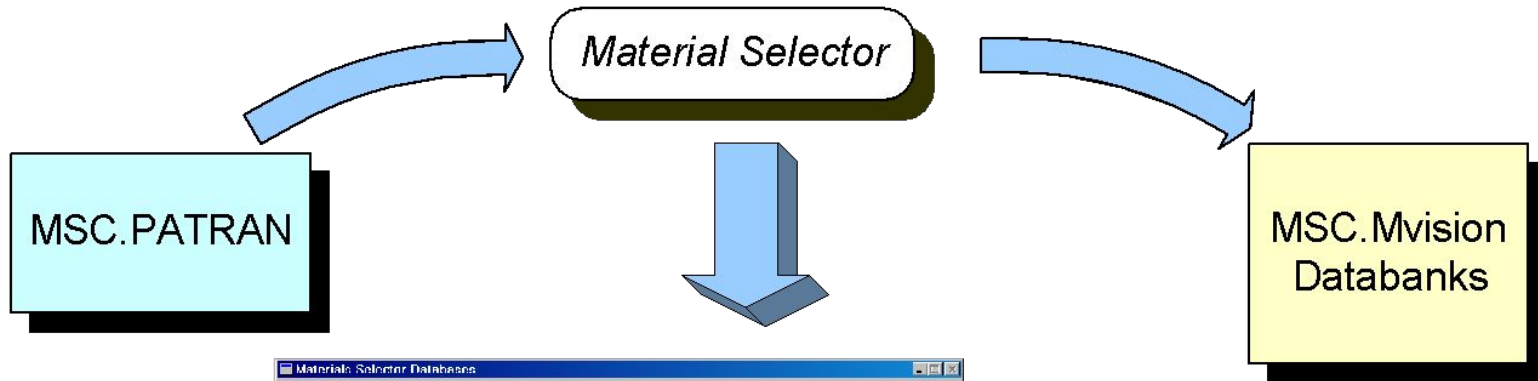 Material Selector
MSC.PATRAN
MSC.Mvision
Databanks
Materials Selector Databases